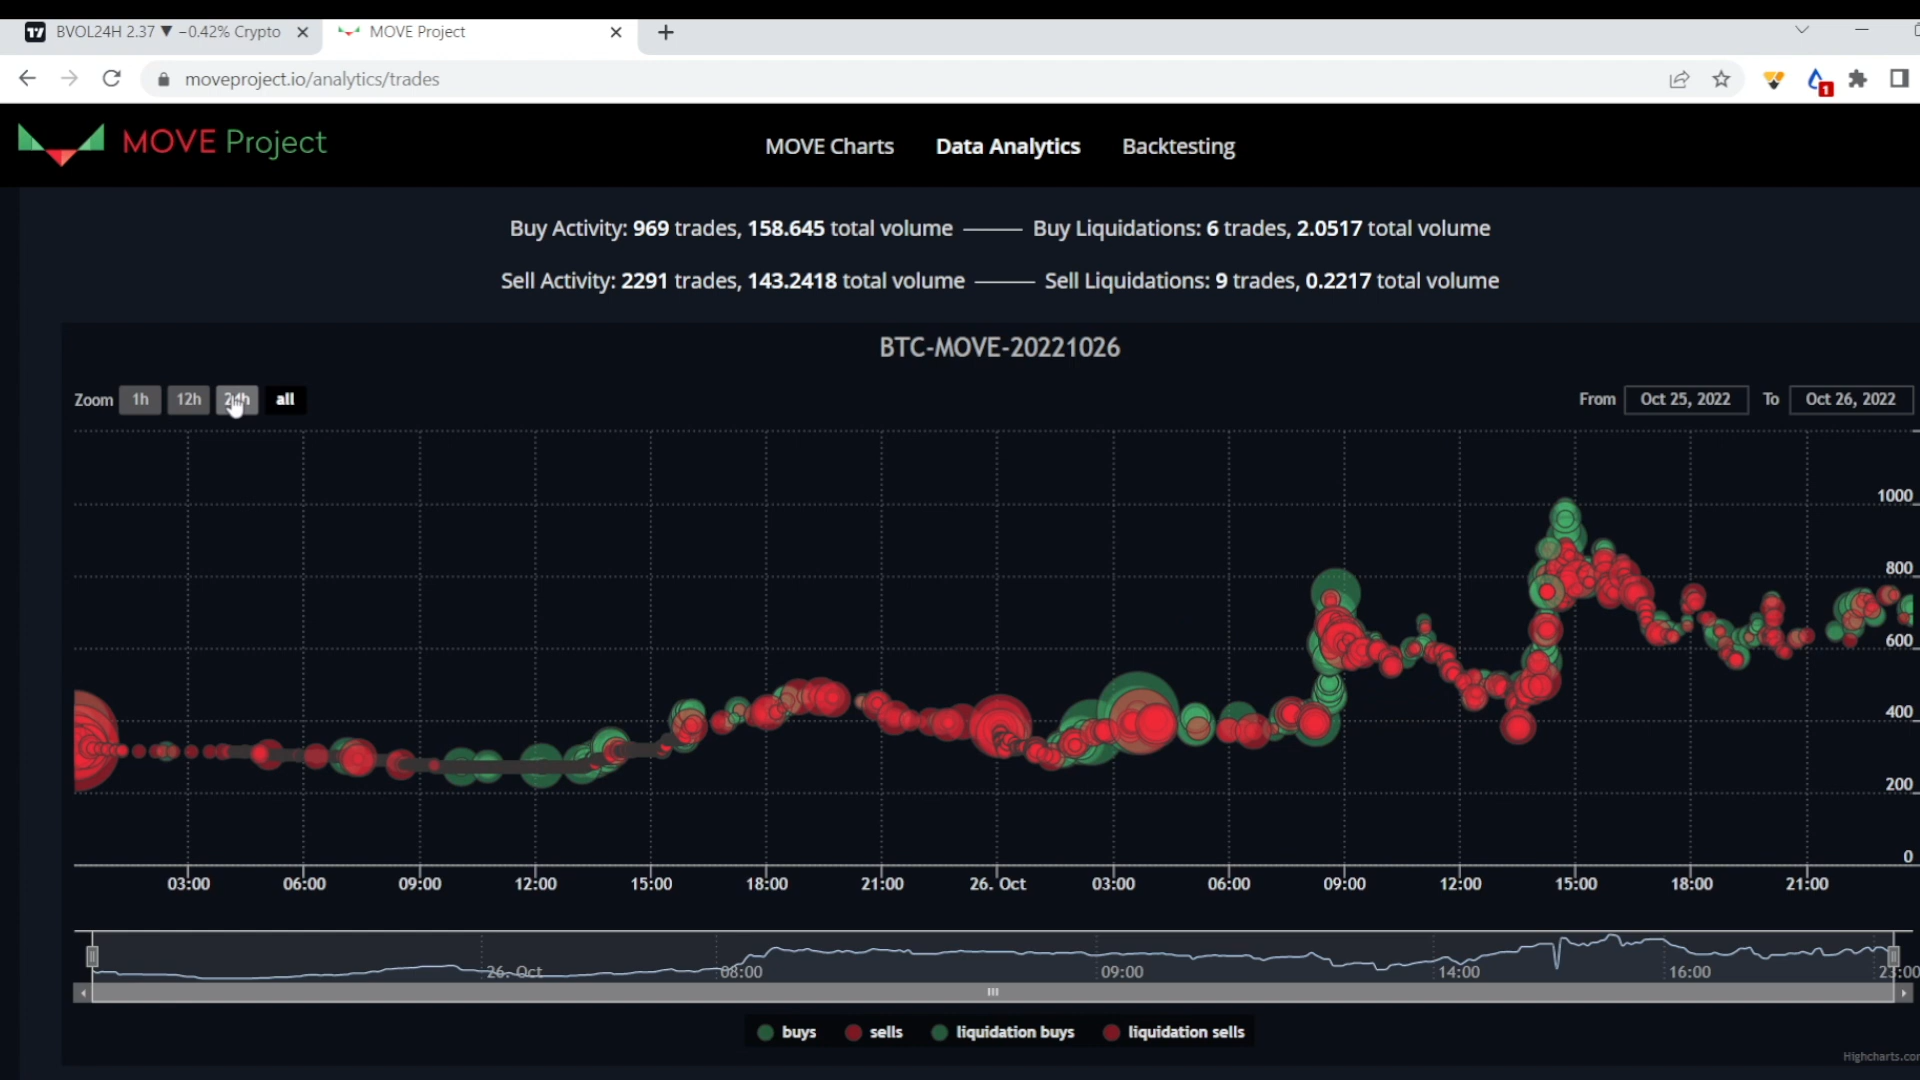 BVOL24H 2.37 ▼ −0.42% Crypto
MOVE Project
moveproject.io/analytics/trades
1
MOVE Project
MOVE Charts
Data Analytics
Backtesting
Buy Activity: 969 trades, 158.645 total volume —— Buy Liquidations: 6 trades, 2.0517 total volume
Sell Activity: 2291 trades, 143.2418 total volume —— Sell Liquidations: 9 trades, 0.2217 total volume
BTC-MOVE-20221026
Zoom 1h 12h 24h all
From Oct 25, 2022 To Oct 26, 2022
1000
800
600
400
200
0
03:00 06:00 09:00 12:00 15:00 18:00 21:00 26. Oct 03:00 06:00 09:00 12:00 15:00 18:00 21:00
26. Oct 08:00 09:00 14:00 16:00 23:00
buys sells liquidation buys liquidation sells
Highcharts.com